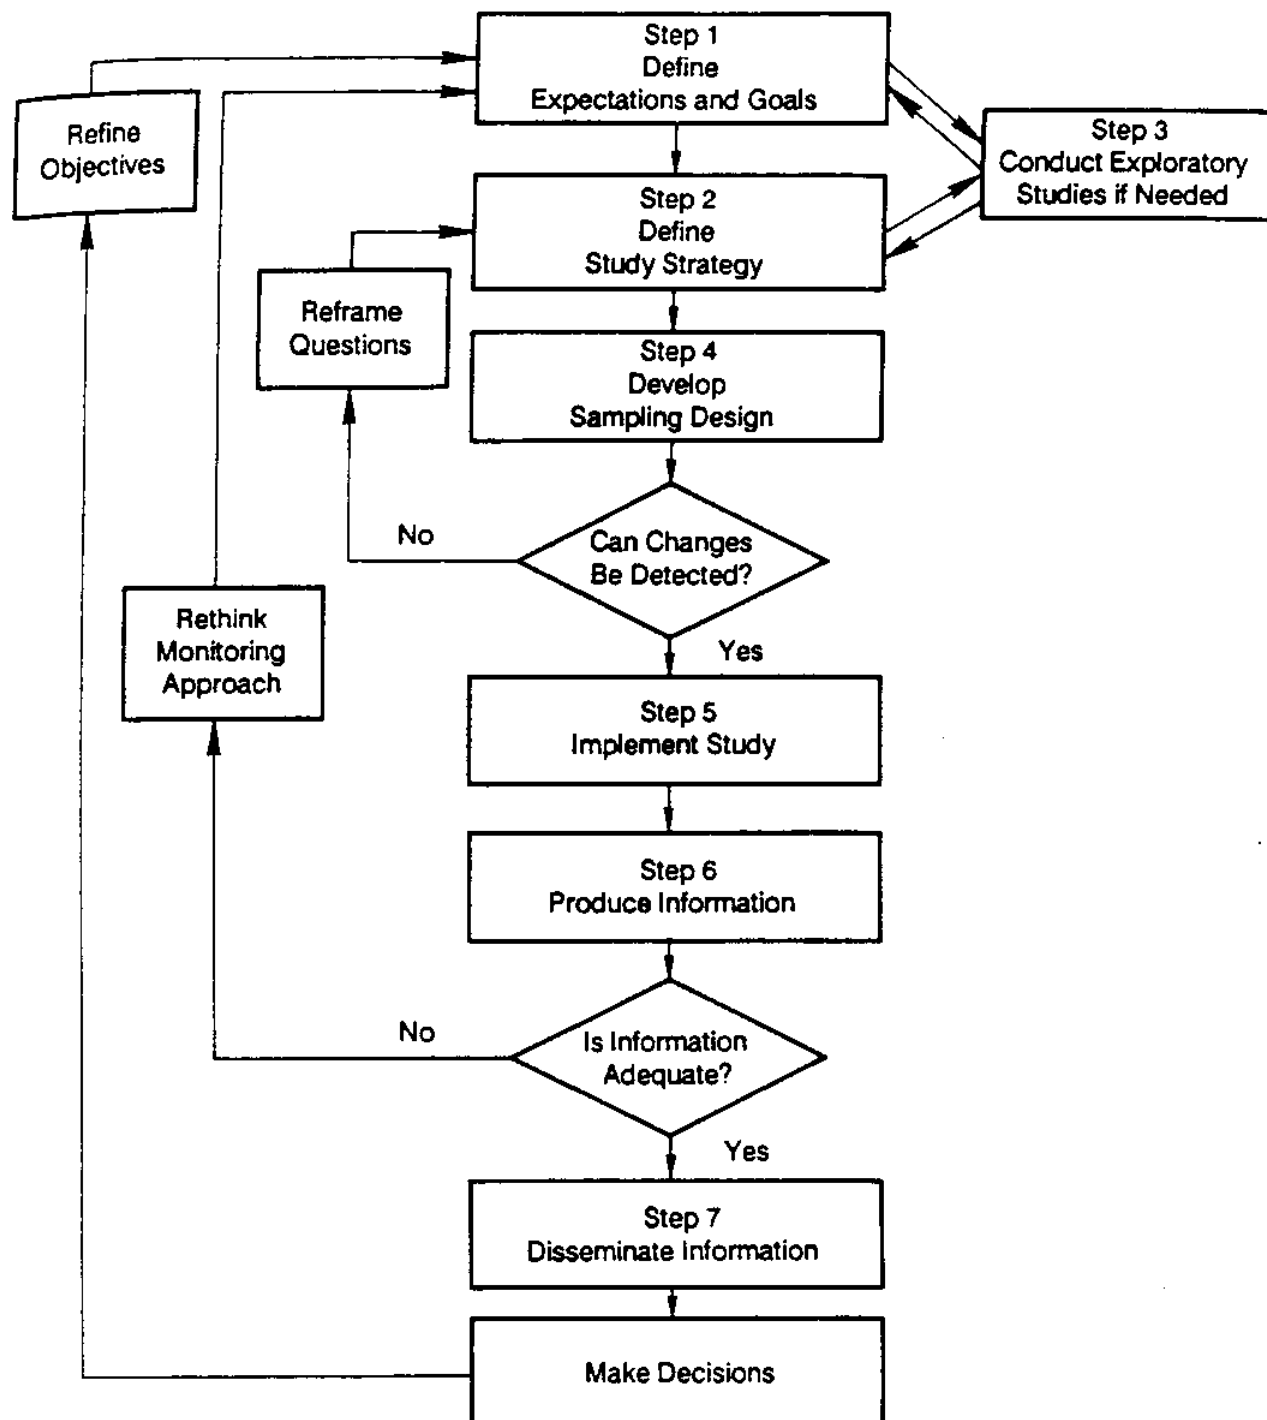 Step 1
Define
Expectations and Goals
Refine
Objectives
Step 3
Conduct Exploratory
Studies if Needed
Step 2
Define
Study Strategy
Reframe
Questions
Step 4
Develop
Sampling Design
No
Can Changes
Be Detected?
Yes
Rethink
Monitoring
Approach
Step 5
Implement Study
Step 6
Produce Information
No
Is Information
Adequate?
Yes
Step 7
Disseminate Information
Make Decisions